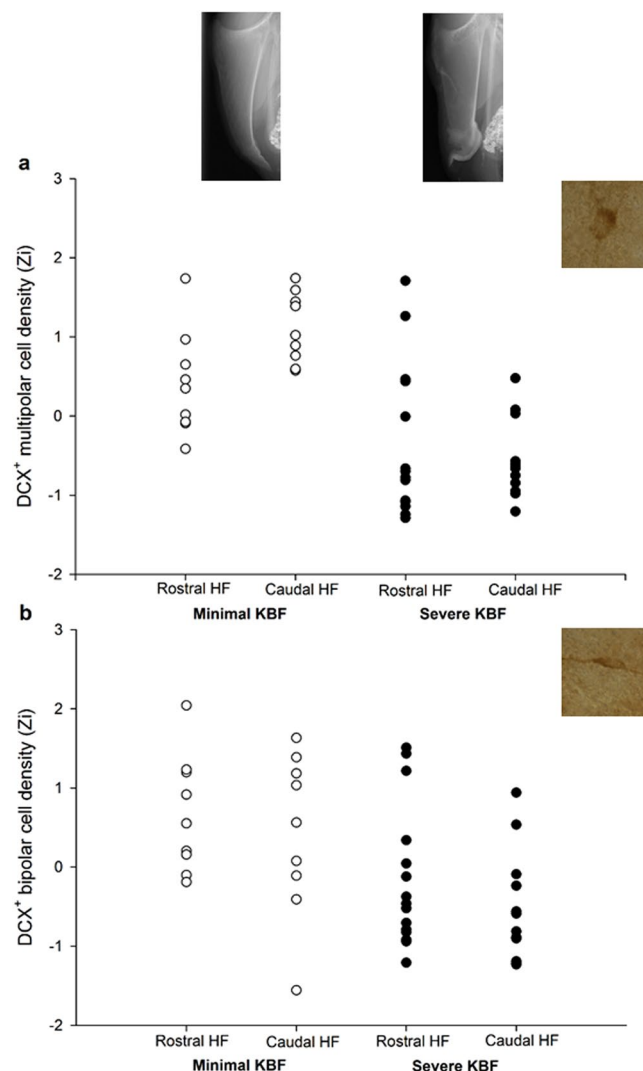 a
3
2
1
0
-1
-2
DCX⁺ multipolar cell density (Zi)
Rostral HF Caudal HF Rostral HF Caudal HF
Minimal KBF Severe KBF
b
3
2
1
0
-1
-2
DCX⁺ bipolar cell density (Zi)
Rostral HF Caudal HF Rostral HF Caudal HF
Minimal KBF Severe KBF